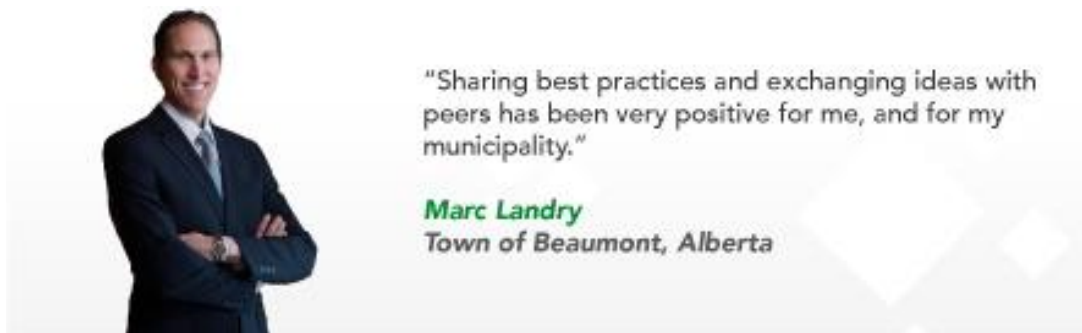 “Sharing best practices and exchanging ideas with
peers has been very positive for me, and for my
municipality.”
Marc Landry
Town of Beaumont, Alberta